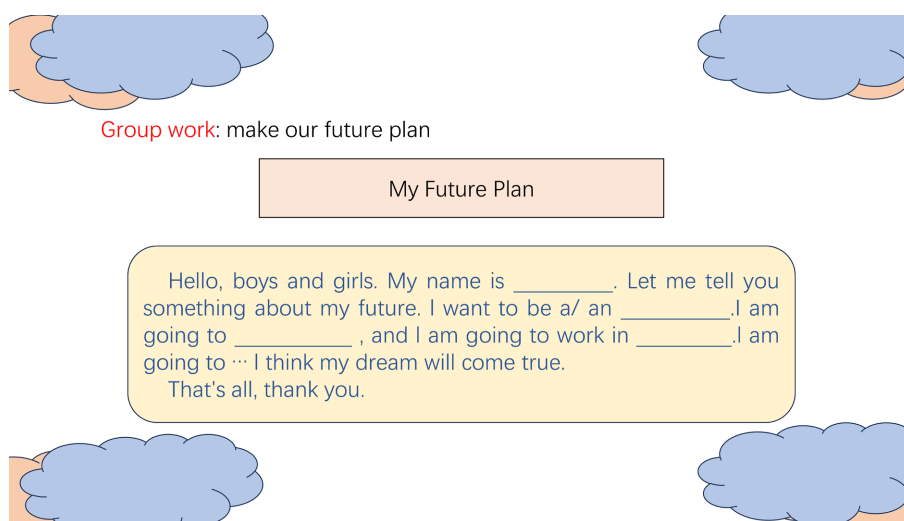 Group work: make our future plan
My Future Plan
Hello, boys and girls. My name is _________. Let me tell you
something about my future. I want to be a/ an __________.I am
going to ___________ , and I am going to work in _________.I am
going to ··· I think my dream will come true.
That's all, thank you.